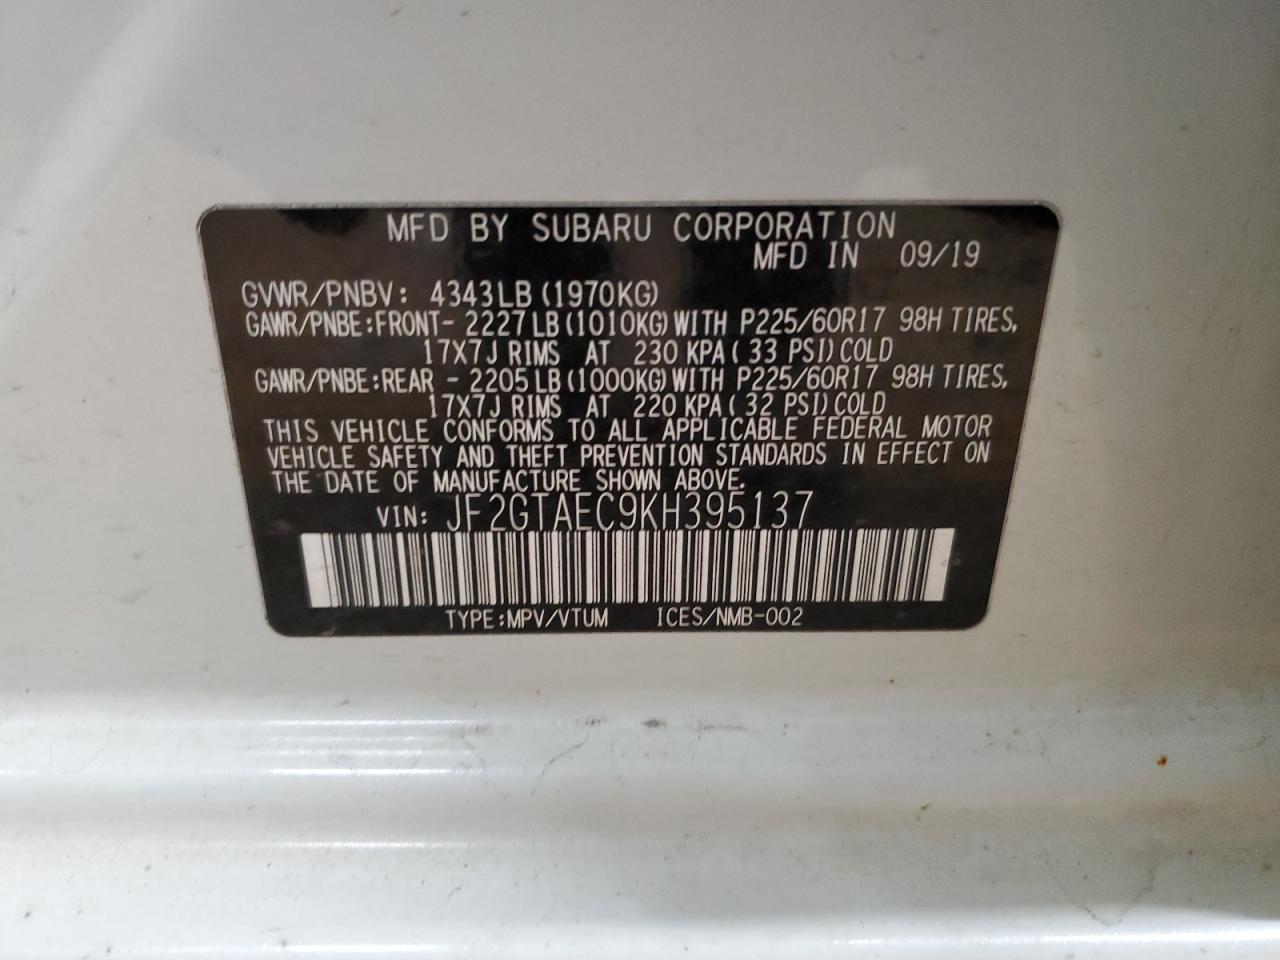 MFD BY SUBARU CORPORATION
MFD IN 09/19
GVWR/PNBV: 4343LB (1970KG)
GAWR/PNBE:FRONT- 2227LB (1010KG) WITH P225/60R17 98H TIRES,
17X7J RIMS AT 230 KPA (33 PSI) COLD
GAWR/PNBE:REAR - 2205LB (1000KG) WITH P225/60R17 98H TIRES,
17X7J RIMS AT 220 KPA (32 PSI) COLD
THIS VEHICLE CONFORMS TO ALL APPLICABLE FEDERAL MOTOR
VEHICLE SAFETY AND THEFT PREVENTION STANDARDS IN EFFECT ON
THE DATE OF MANUFACTURE SHOWN ABOVE.
VIN: JF2GTAEC9KH395137
TYPE:MPV/VTUM ICES/NMB-002